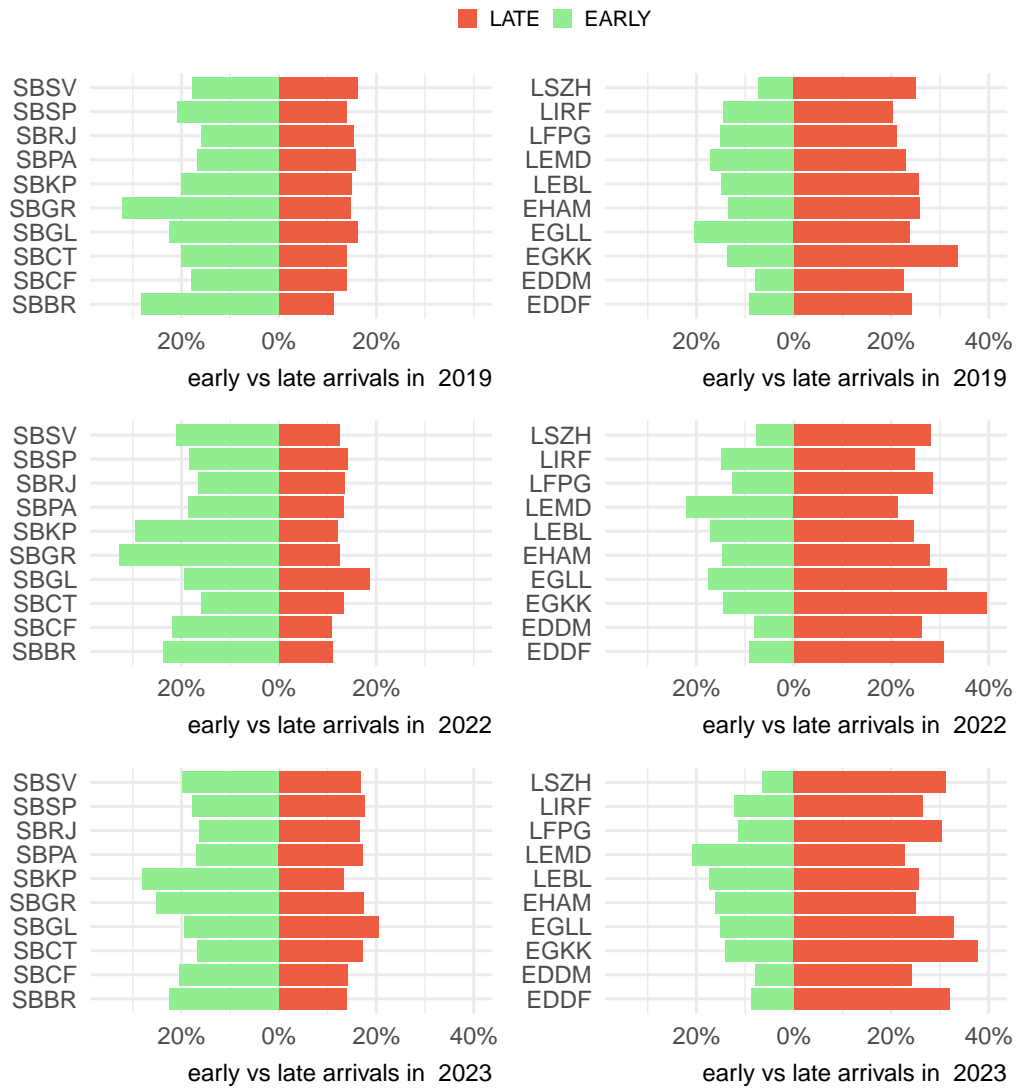 LATE EARLY
SBSV
SBSP
SBRJ
SBPA
SBKP
SBGR
SBGL
SBCT
SBCF
SBBR
20% 0% 20%
early vs late arrivals in 2019
LSZH
LIRF
LFPG
LEMD
LEBL
EHAM
EGLL
EGKK
EDDM
EDDF
20% 0% 20% 40%
early vs late arrivals in 2019
SBSV
SBSP
SBRJ
SBPA
SBKP
SBGR
SBGL
SBCT
SBCF
SBBR
20% 0% 20%
early vs late arrivals in 2022
LSZH
LIRF
LFPG
LEMD
LEBL
EHAM
EGLL
EGKK
EDDM
EDDF
20% 0% 20% 40%
early vs late arrivals in 2022
SBSV
SBSP
SBRJ
SBPA
SBKP
SBGR
SBGL
SBCT
SBCF
SBBR
20% 0% 20% 40%
early vs late arrivals in 2023
LSZH
LIRF
LFPG
LEMD
LEBL
EHAM
EGLL
EGKK
EDDM
EDDF
20% 0% 20% 40%
early vs late arrivals in 2023